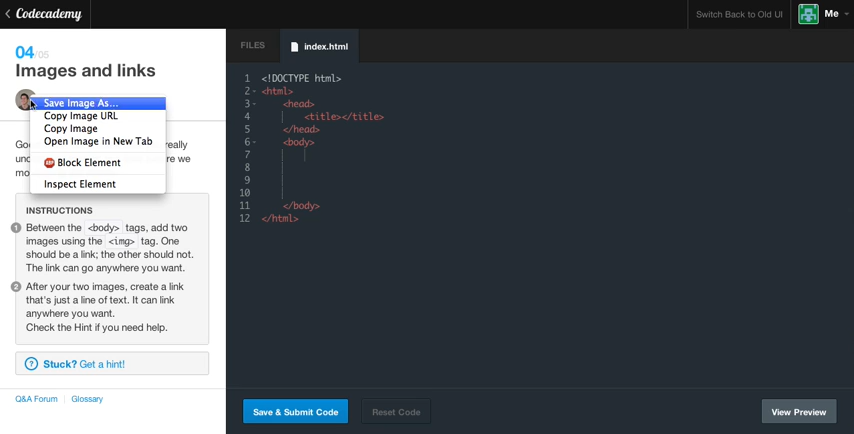 Codecademy
Switch Back to Old UI
Me
04/05
Images and links
Save Image As...
Copy Image URL
Copy Image
Open Image in New Tab
ABP Block Element
Inspect Element
really
we
INSTRUCTIONS
1 Between the <body> tags, add two
images using the <img> tag. One
should be a link; the other should not.
The link can go anywhere you want.
2 After your two images, create a link
that's just a line of text. It can link
anywhere you want.
Check the Hint if you need help.
? Stuck? Get a hint!
Q&A Forum
Glossary
FILES
index.html
1 <!DOCTYPE html>
2 <html>
3 <head>
4 <title></title>
5 </head>
6 <body>
7
8
9
10
11 </body>
12 </html>
Save & Submit Code
Reset Code
View Preview